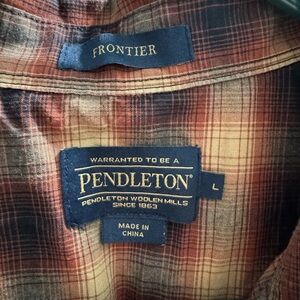 FRONTIER
WARRANTED TO BE A
PENDLETON®
PENDLETON WOOLEN MILLS
SINCE 1863
L
MADE IN
CHINA